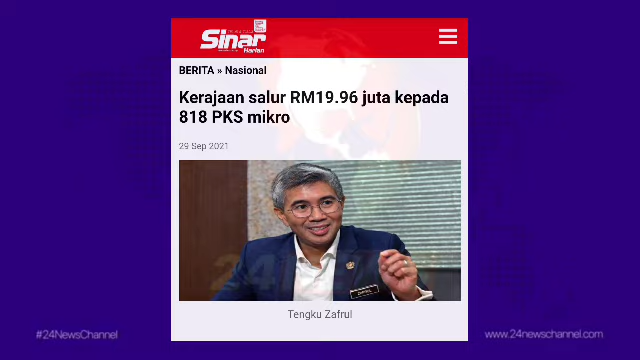 Sinar
Harian
BERITA » Nasional
Kerajaan salur RM19.96 juta kepada
818 PKS mikro
29 Sep 2021
24NEWS
Tengku Zafrul
#24NewsChannel
www.24newschannel.com